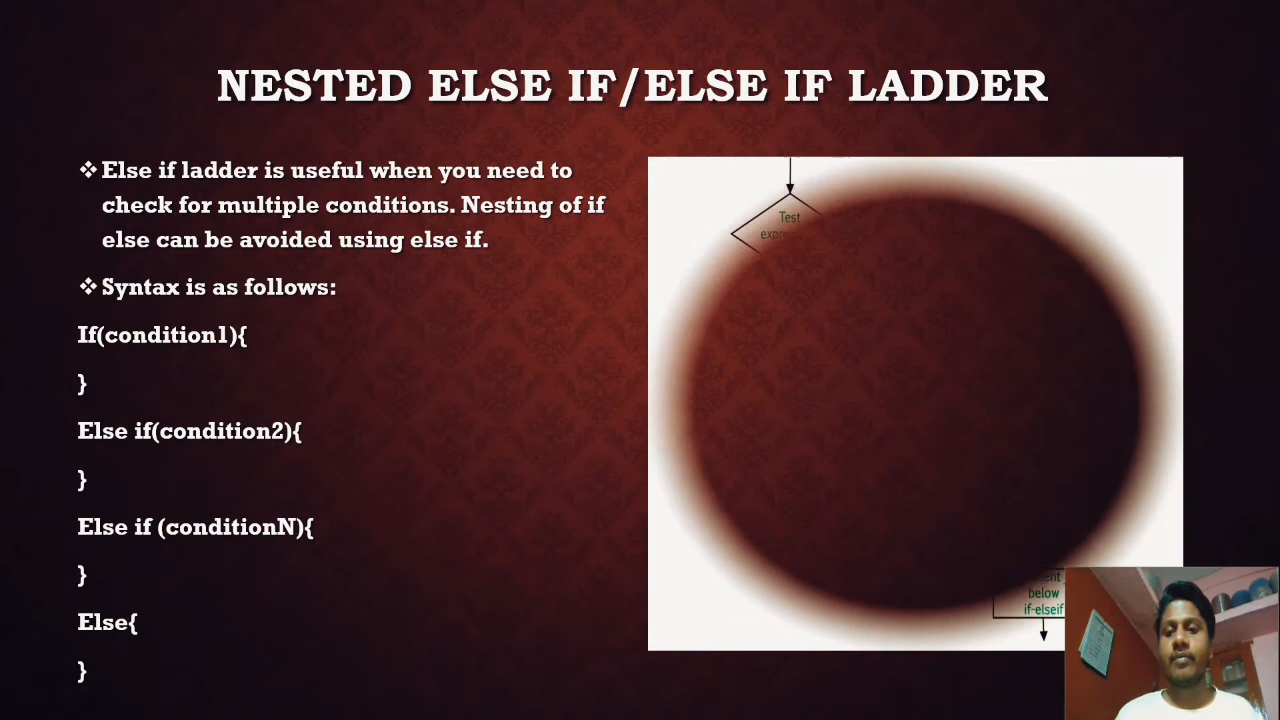 NESTED ELSE IF/ELSE IF LADDER
❖Else if ladder is useful when you need to
check for multiple conditions. Nesting of if
else can be avoided using else if.
❖Syntax is as follows:
If(condition1){
}
Else if(condition2){
}
Else if (conditionN){
}
Else{
}
Test
below
if-elseif